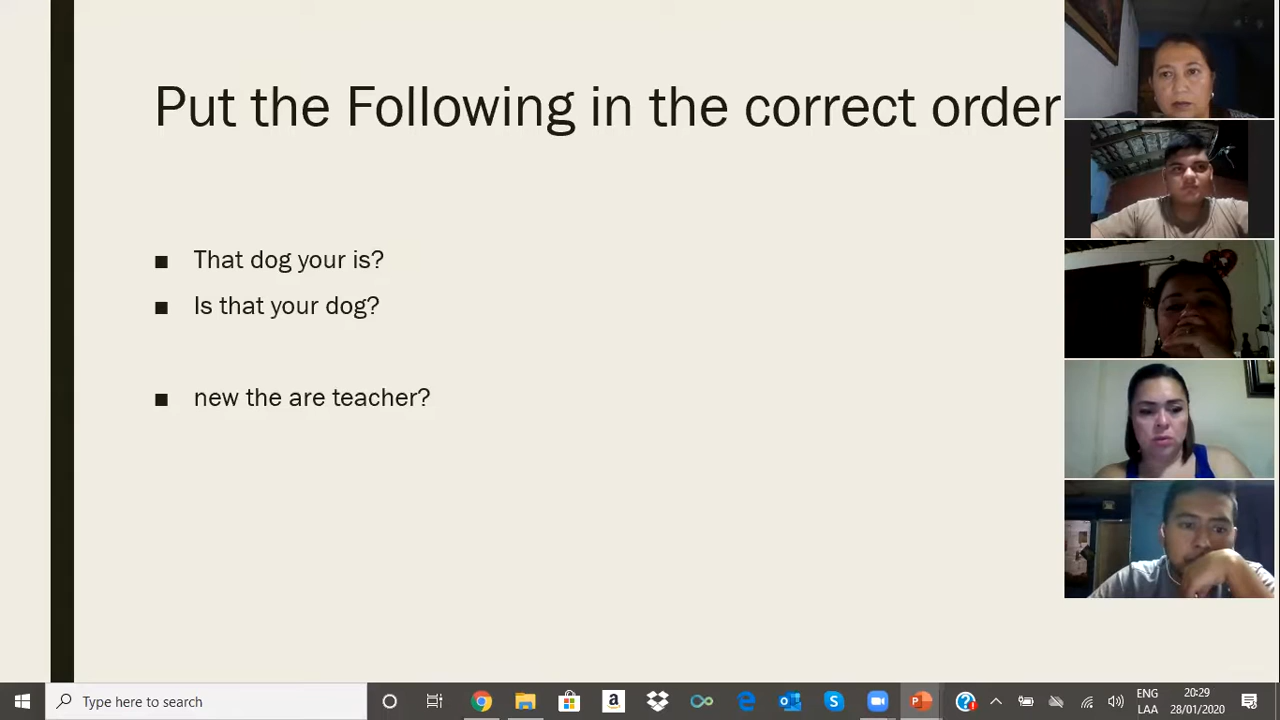 Put the Following in the correct order
That dog your is?
Is that your dog?
new the are teacher?
Type here to search
ENG
LAA
20:29
28/01/2020